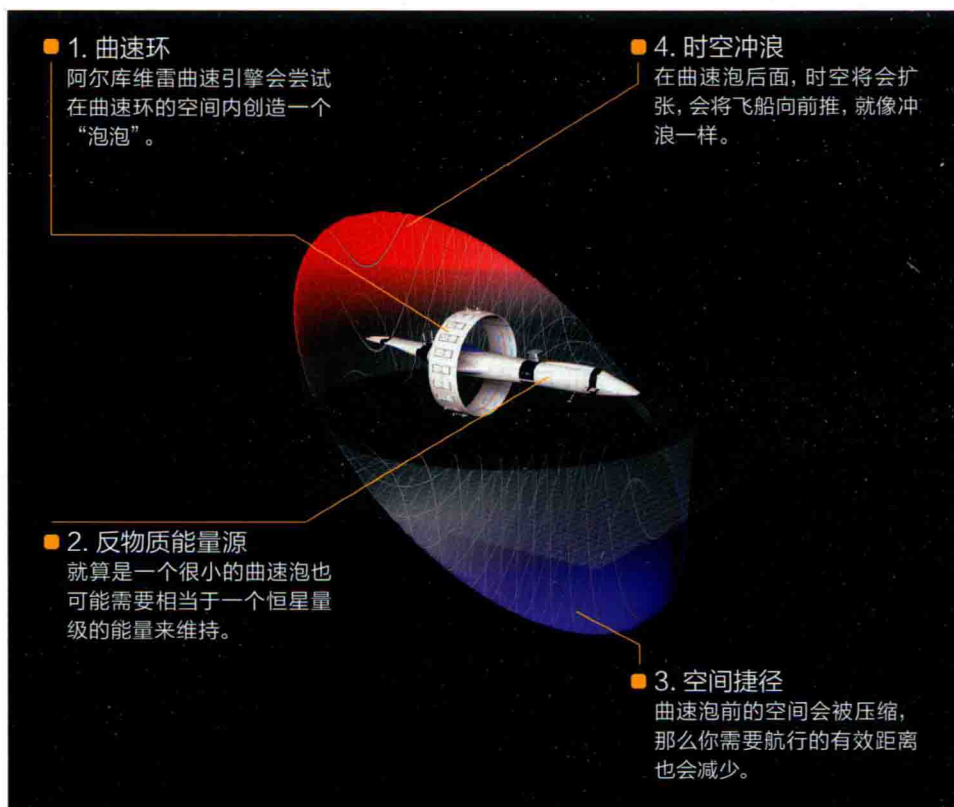 1. 曲速环
阿尔库维雷曲速引擎会尝试
在曲速环的空间内创造一个
“泡泡”。
2. 反物质能量源
就算是一个很小的曲速泡也
可能需要相当于一个恒星量
级的能量来维持。
3. 空间捷径
曲速泡前的空间会被压缩，
那么你需要航行的有效距离
也会减少。
4. 时空冲浪
在曲速泡后面，时空将会扩
张，会将飞船向前推，就像冲
浪一样。